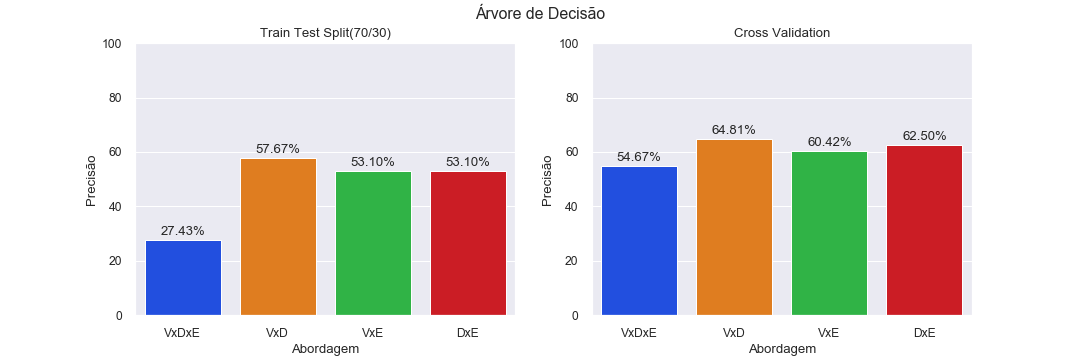 Árvore de Decisão
Train Test Split(70/30)
100
80
60
40
20
0
Precisão
27.43%
57.67%
53.10%
53.10%
VxDxE
VxD
VxE
DxE
Abordagem
Cross Validation
100
80
60
40
20
0
Precisão
54.67%
64.81%
60.42%
62.50%
VxDxE
VxD
VxE
DxE
Abordagem